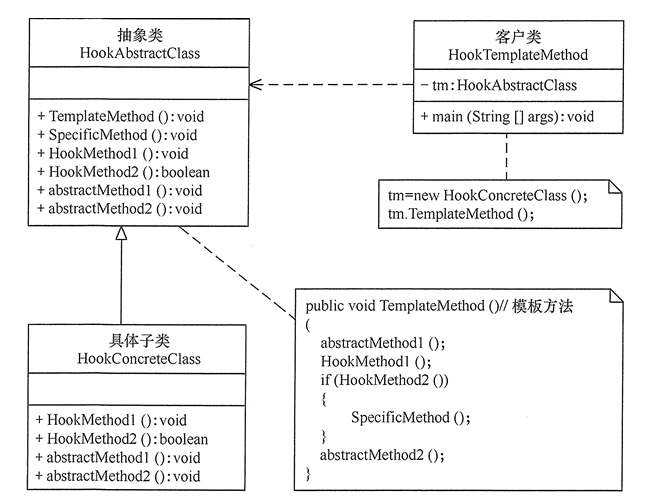 抽象类
HookAbstractClass
+ TemplateMethod (): void
+ SpecificMethod (): void
+ HookMethod1 (): void
+ HookMethod2 (): boolean
+ abstractMethod1 (): void
+ abstractMethod2 (): void
客户类
HookTemplateMethod
− tm: HookAbstractClass
+ main (String [] args): void
tm=new HookConcreteClass ();
tm.TemplateMethod ();
具体子类
HookConcreteClass
+ HookMethod1 (): void
+ HookMethod2 (): boolean
+ abstractMethod1 (): void
+ abstractMethod2 (): void
public void TemplateMethod ()// 模板方法
(
abstractMethod1 ();
HookMethod1 ();
if (HookMethod2 ())
{
SpecificMethod ();
}
abstractMethod2 ();
}